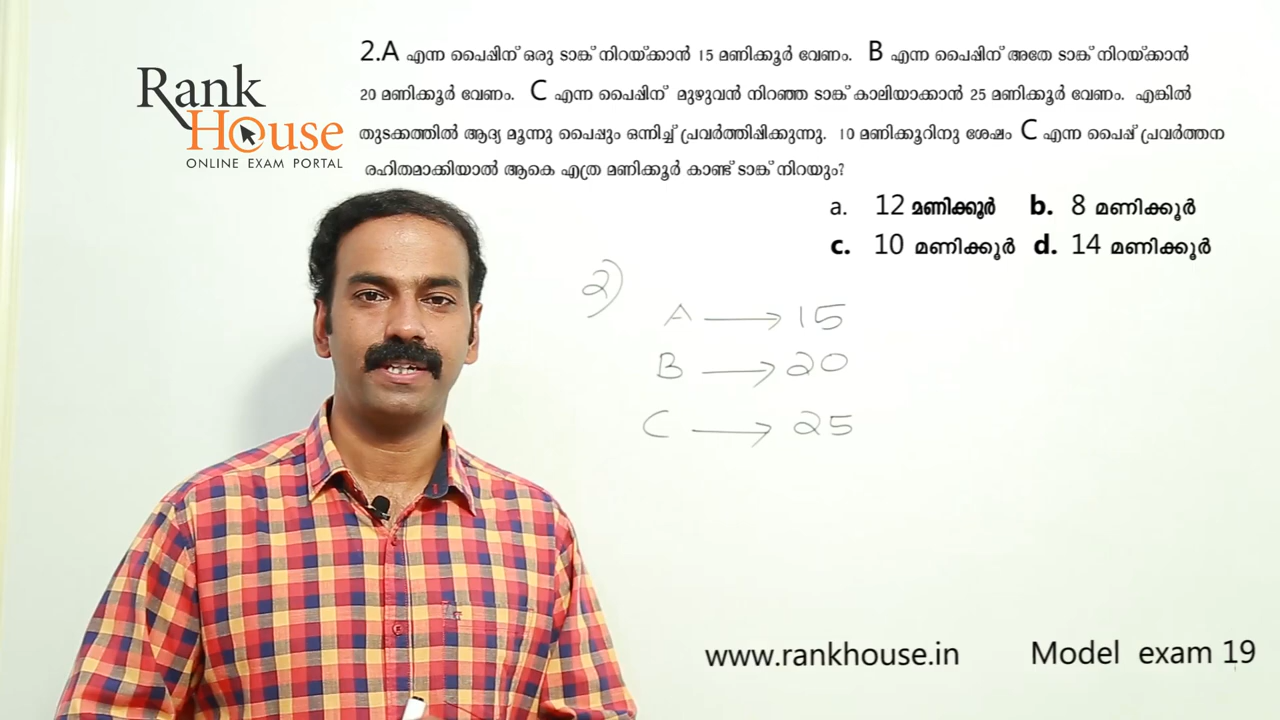 Rank
House
ONLINE EXAM PORTAL
2.A എന്ന പൈപ്പിന് ഒരു ടാങ്ക് നിറയ്ക്കാൻ 15 മണിക്കൂർ വേണം. B എന്ന പൈപ്പിന് അതേ ടാങ്ക് നിറയ്ക്കാൻ
20 മണിക്കൂർ വേണം. C എന്ന പൈപ്പിന് മുഴുവൻ നിറഞ്ഞ ടാങ്ക് കാലിയാക്കാൻ 25 മണിക്കൂർ വേണം. എങ്കിൽ
തുടക്കത്തിൽ ആദ്യ മൂന്നു പൈപ്പും ഒന്നിച്ച് പ്രവർത്തിപ്പിക്കുന്നു. 10 മണിക്കൂറിനു ശേഷം C എന്ന പൈപ്പ് പ്രവർത്തന
രഹിതമാക്കിയാൽ ആകെ എത്ര മണിക്കൂർ കാണ്ട് ടാങ്ക് നിറയും?
a. 12 മണിക്കൂർ b. 8 മണിക്കൂർ
c. 10 മണിക്കൂർ d. 14 മണിക്കൂർ
2)
A → 15
B → 20
C → 25
www.rankhouse.in Model exam 19